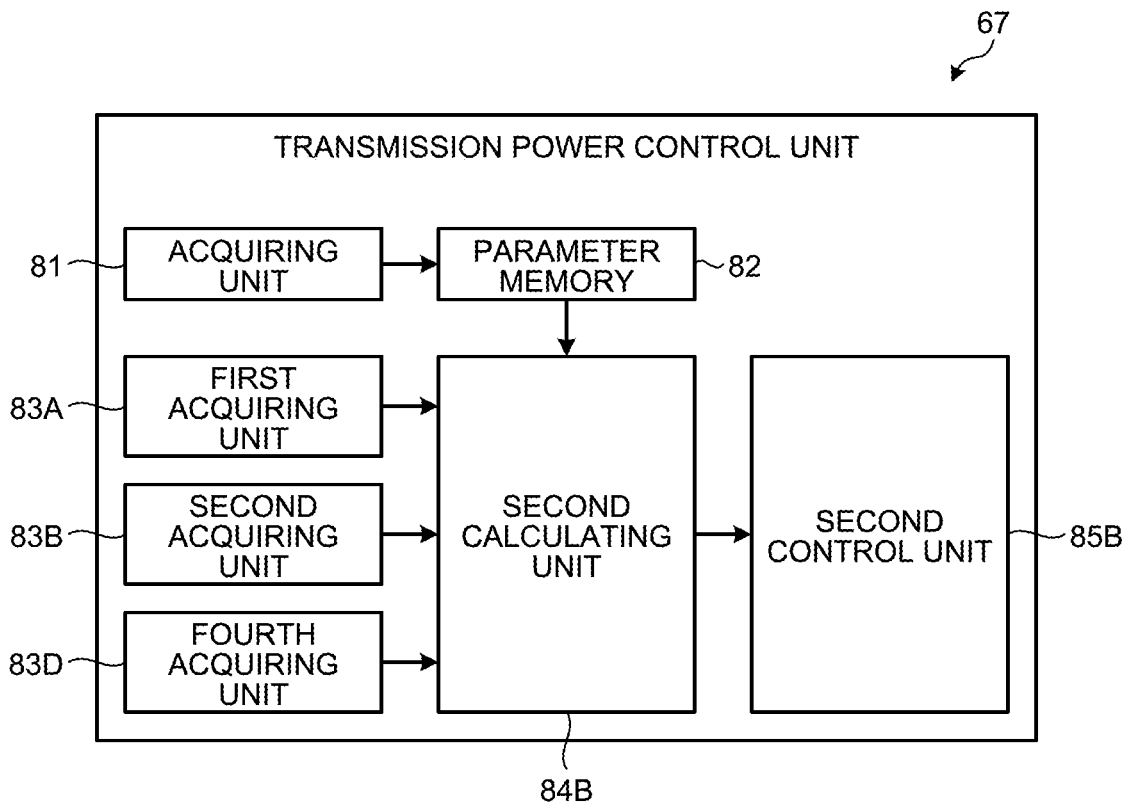 67
TRANSMISSION POWER CONTROL UNIT
81
ACQUIRING
UNIT
PARAMETER
MEMORY
82
83A
FIRST
ACQUIRING
UNIT
83B
SECOND
ACQUIRING
UNIT
83D
FOURTH
ACQUIRING
UNIT
SECOND
CALCULATING
UNIT
84B
SECOND
CONTROL UNIT
85B